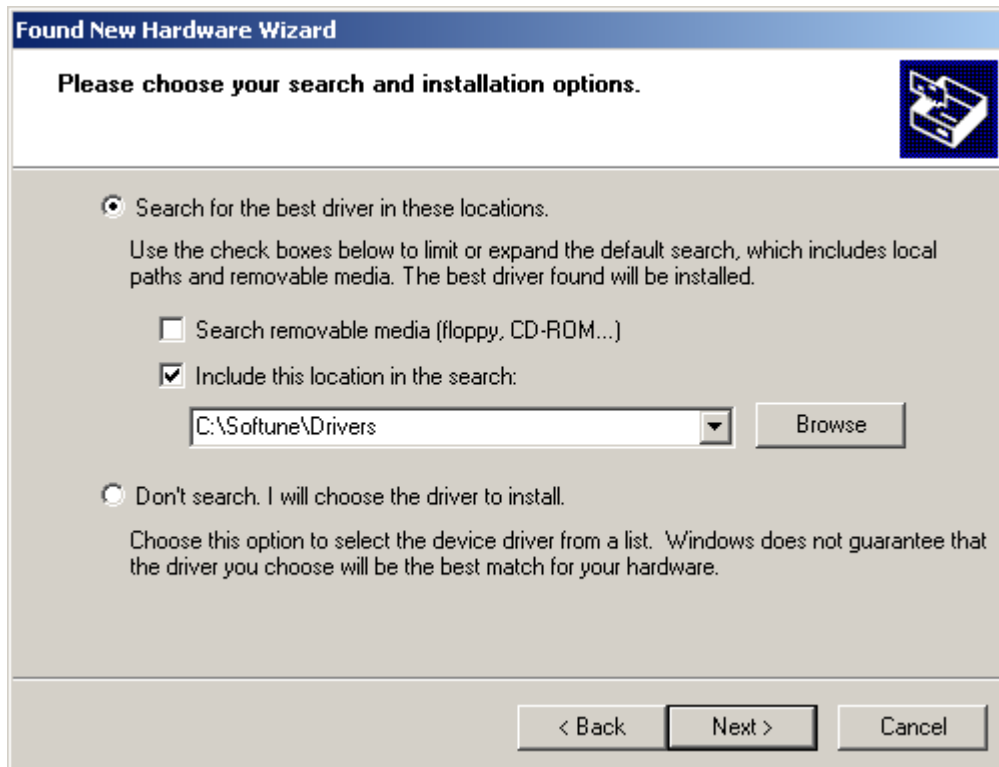 Found New Hardware Wizard
Please choose your search and installation options.
Search for the best driver in these locations.
Use the check boxes below to limit or expand the default search, which includes local
paths and removable media. The best driver found will be installed.
Search removable media (floppy, CD-ROM...)
Include this location in the search:
C:\Softune\Drivers
Browse
Don't search. I will choose the driver to install.
Choose this option to select the device driver from a list.  Windows does not guarantee that
the driver you choose will be the best match for your hardware.
< Back
Next >
Cancel